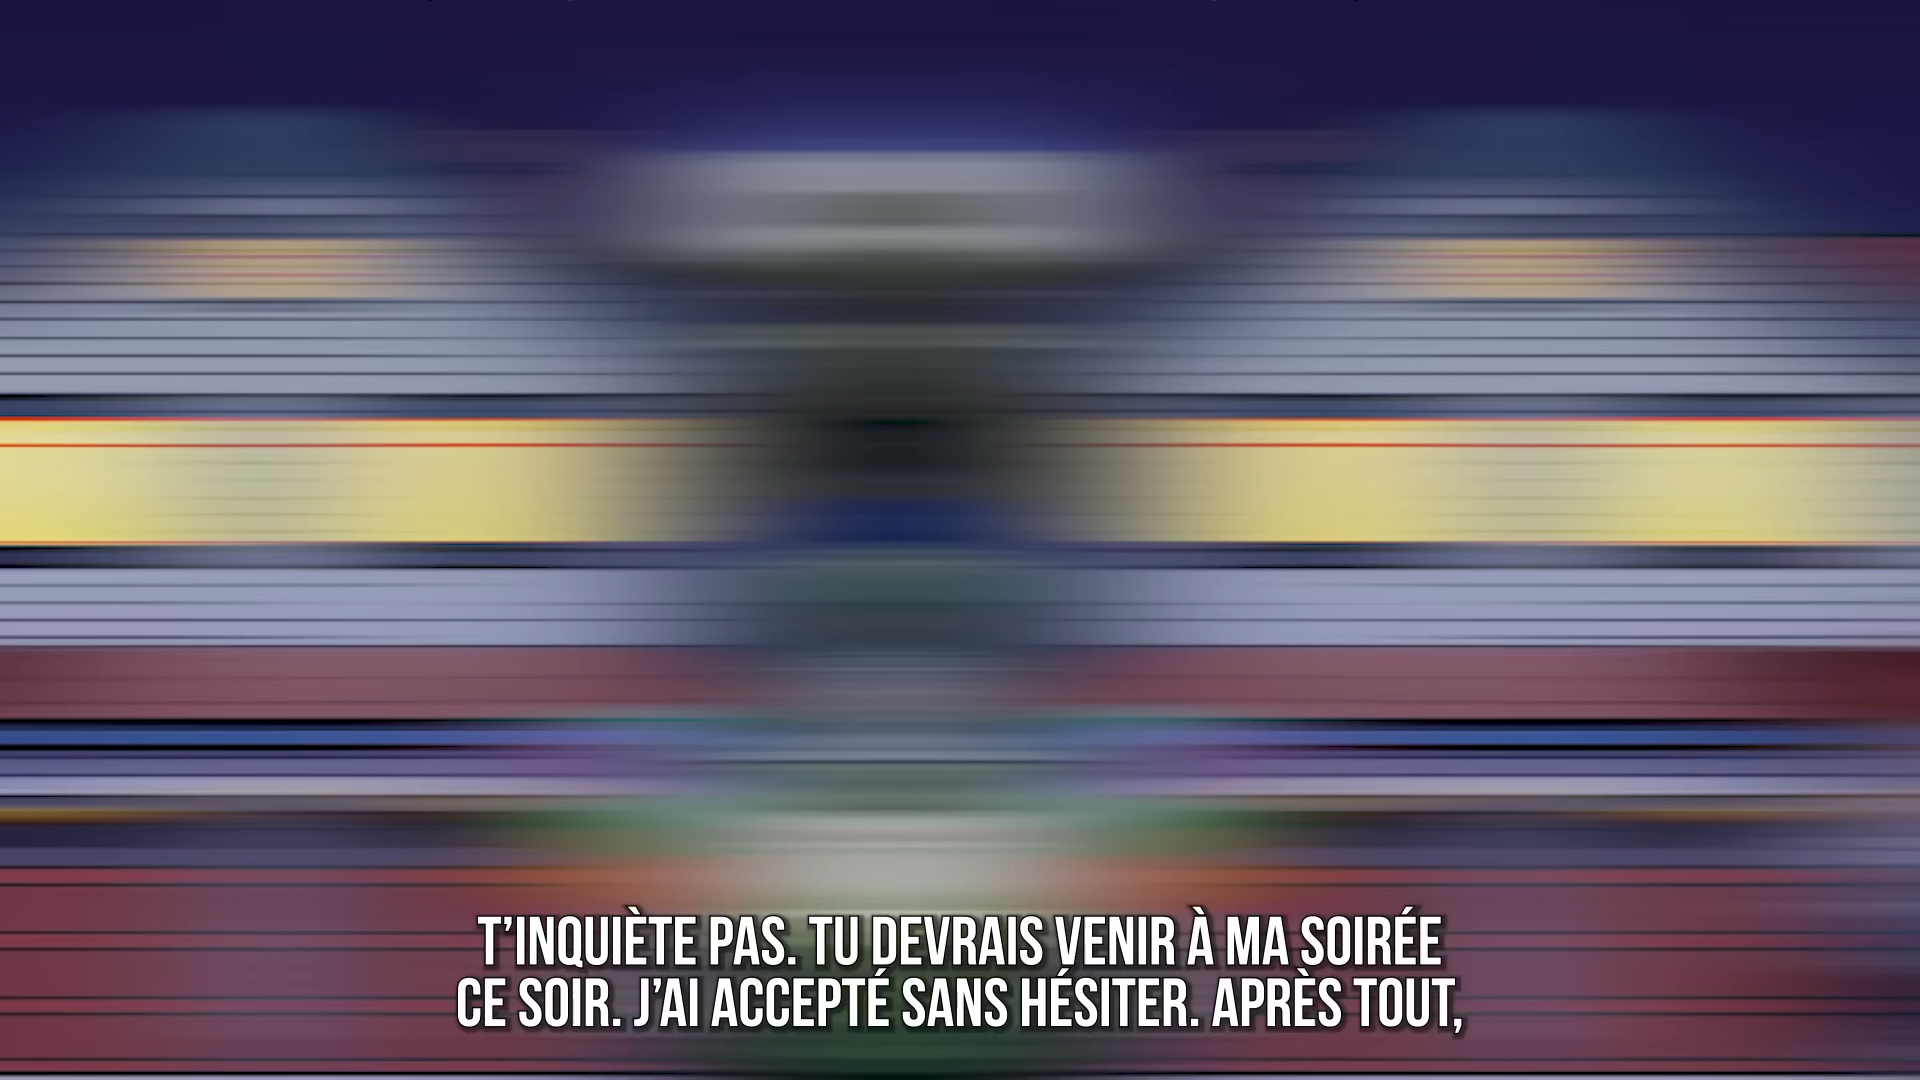 T’INQUIÈTE PAS. TU DEVRAIS VENIR À MA SOIRÉE
CE SOIR. J’AI ACCEPTÉ SANS HÉSITER. APRÈS TOUT,